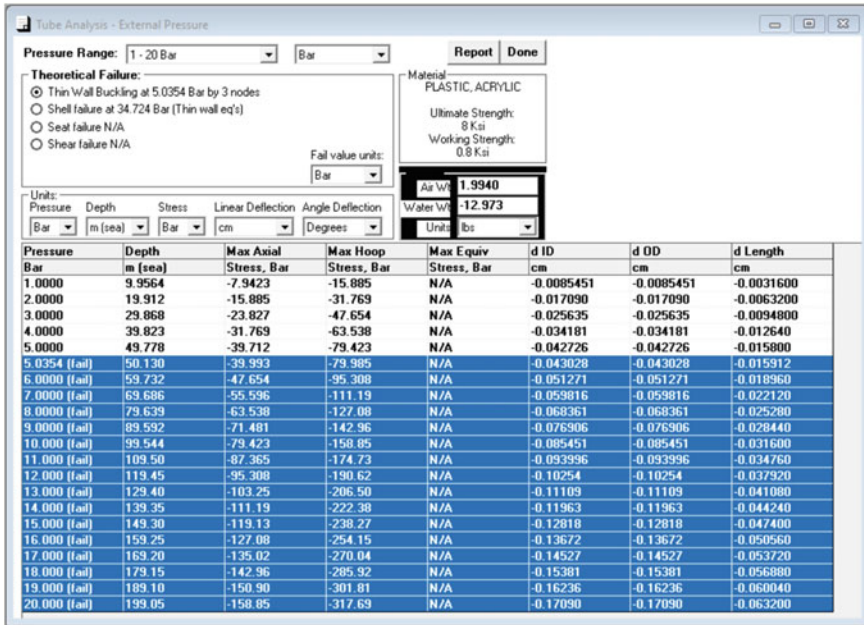 Tube Analysis - External Pressure
Pressure Range: 1 - 20 Bar Bar Report Done
Theoretical Failure:
Thin Wall Buckling at 5.0354 Bar by 3 nodes
Shell failure at 34.724 Bar (Thin wall eq's)
Seat failure N/A
Shear failure N/A
Fail value units:
Bar
Material
PLASTIC, ACRYLIC
Ultimate Strength:
8 Ksi
Working Strength:
0.8 Ksi
Air Wt 1.9940
Water Wt -12.973
Units lbs
Units:
Pressure Depth Stress Linear Deflection Angle Deflection
Bar m (sea) Bar cm Degrees
Pressure Depth Max Axial Max Hoop Max Equiv d ID d OD d Length
Bar m (sea) Stress, Bar Stress, Bar Stress, Bar cm cm cm
1.0000 9.9564 -7.9423 -15.885 N/A -0.0085451 -0.0085451 -0.0031600
2.0000 19.912 -15.885 -31.769 N/A -0.017090 -0.017090 -0.0063200
3.0000 29.868 -23.827 -47.654 N/A -0.025635 -0.025635 -0.0094800
4.0000 39.823 -31.769 -63.538 N/A -0.034181 -0.034181 -0.012640
5.0000 49.778 -39.712 -79.423 N/A -0.042726 -0.042726 -0.015800
5.0354 (fail) 50.130 -39.993 -79.985 N/A -0.043028 -0.043028 -0.015912
6.0000 (fail) 59.732 -47.654 -95.308 N/A -0.051271 -0.051271 -0.018960
7.0000 (fail) 69.686 -55.596 -111.19 N/A -0.059816 -0.059816 -0.022120
8.0000 (fail) 79.639 -63.538 -127.08 N/A -0.068361 -0.068361 -0.025280
9.0000 (fail) 89.592 -71.481 -142.96 N/A -0.076906 -0.076906 -0.028440
10.000 (fail) 99.544 -79.423 -158.85 N/A -0.085451 -0.085451 -0.031600
11.000 (fail) 109.50 -87.365 -174.73 N/A -0.093996 -0.093996 -0.034760
12.000 (fail) 119.45 -95.308 -190.62 N/A -0.10254 -0.10254 -0.037920
13.000 (fail) 129.40 -103.25 -206.50 N/A -0.11109 -0.11109 -0.041080
14.000 (fail) 139.35 -111.19 -222.38 N/A -0.11963 -0.11963 -0.044240
15.000 (fail) 149.30 -119.13 -238.27 N/A -0.12818 -0.12818 -0.047400
16.000 (fail) 159.25 -127.08 -254.15 N/A -0.13672 -0.13672 -0.050560
17.000 (fail) 169.20 -135.02 -270.04 N/A -0.14527 -0.14527 -0.053720
18.000 (fail) 179.15 -142.96 -285.92 N/A -0.15381 -0.15381 -0.056880
19.000 (fail) 189.10 -150.90 -301.81 N/A -0.16236 -0.16236 -0.060040
20.000 (fail) 199.05 -158.85 -317.69 N/A -0.17090 -0.17090 -0.063200